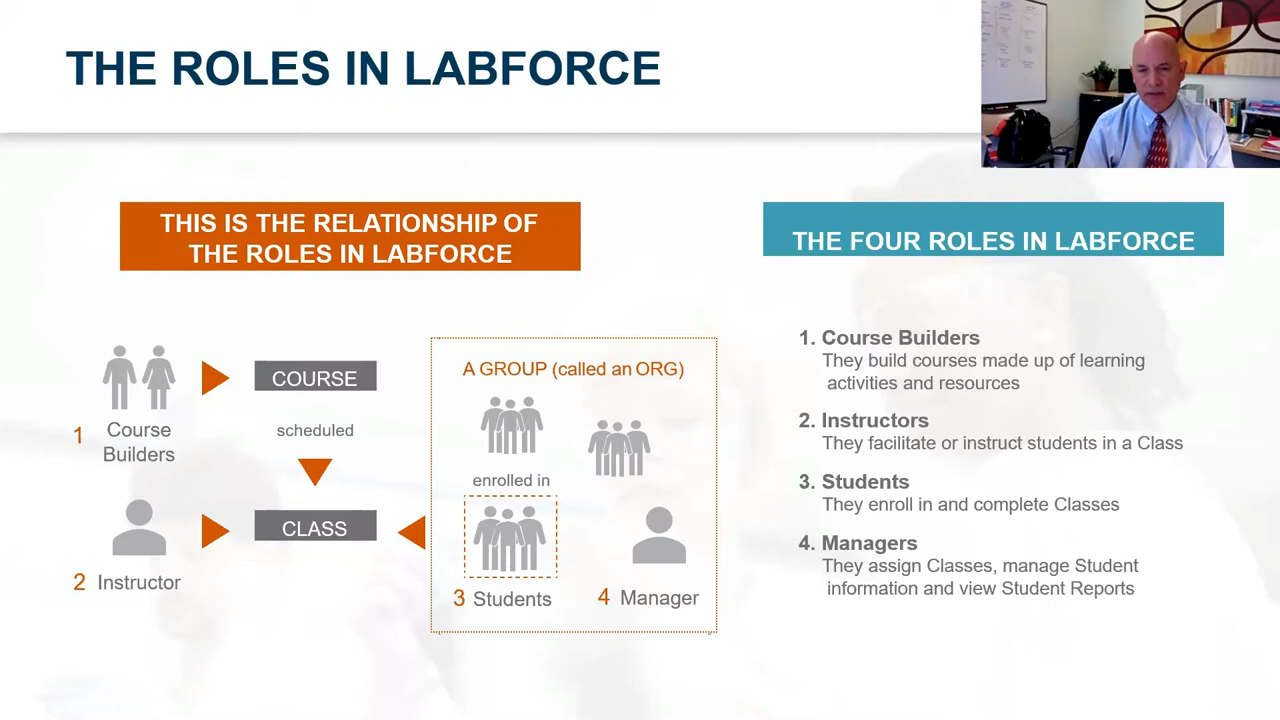 THE ROLES IN LABFORCE
THIS IS THE RELATIONSHIP OF
THE ROLES IN LABFORCE
1 Course
Builders
COURSE
scheduled
CLASS
2 Instructor
A GROUP (called an ORG)
enrolled in
3 Students
4 Manager
THE FOUR ROLES IN LABFORCE
1. Course Builders
They build courses made up of learning
activities and resources
2. Instructors
They facilitate or instruct students in a Class
3. Students
They enroll in and complete Classes
4. Managers
They assign Classes, manage Student
information and view Student Reports